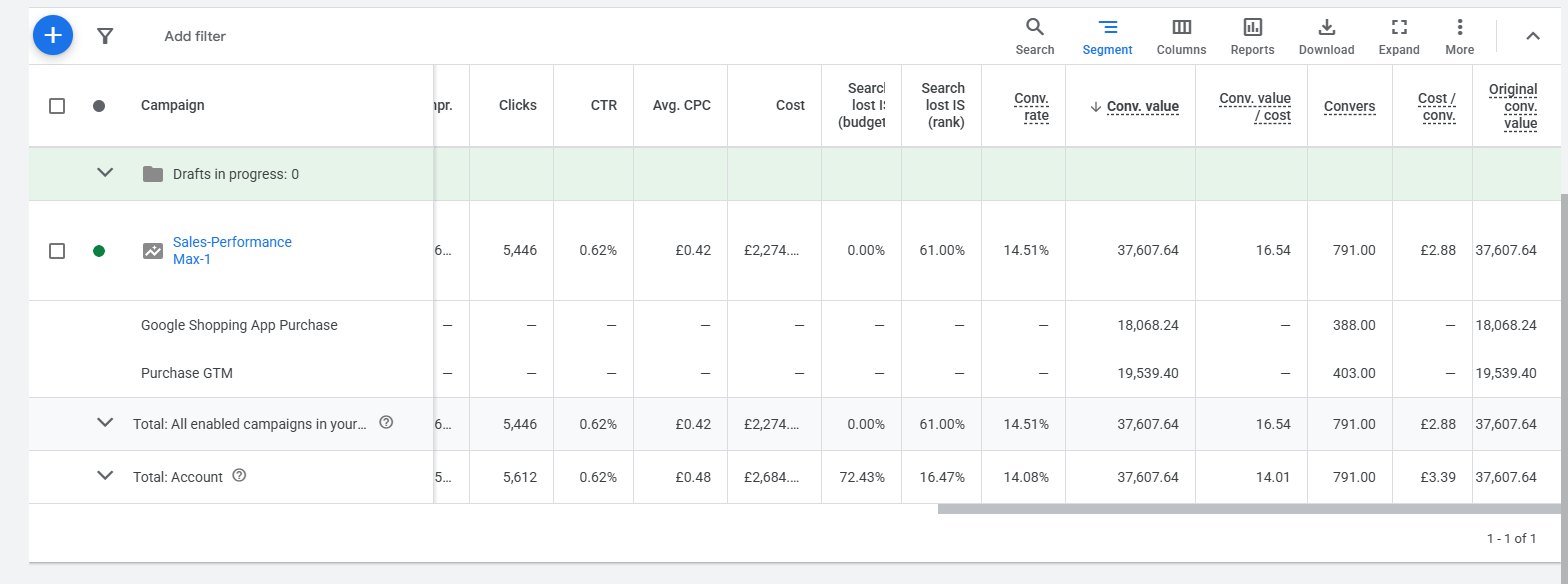 Add filter
Search
Segment
Columns
Reports
Download
Expand
More
Campaign
Clicks
CTR
Avg. CPC
Cost
Search
lost IS
(budget
Search
lost IS
(rank)
Conv.
rate
Conv. value
Conv. value
/ cost
Convers
Cost /
conv.
Original
conv.
value
Drafts in progress: 0
Sales-Performance
Max-1
6…
5,446
0.62%
£0.42
£2,274.…
0.00%
61.00%
14.51%
37,607.64
16.54
791.00
£2.88
37,607.64
Google Shopping App Purchase
—
—
—
—
—
—
—
—
18,068.24
—
388.00
—
18,068.24
Purchase GTM
—
—
—
—
—
—
—
—
19,539.40
—
403.00
—
19,539.40
Total: All enabled campaigns in your…
6…
5,446
0.62%
£0.42
£2,274.…
0.00%
61.00%
14.51%
37,607.64
16.54
791.00
£2.88
37,607.64
Total: Account
5…
5,612
0.62%
£0.48
£2,684.…
72.43%
16.47%
14.08%
37,607.64
14.01
791.00
£3.39
37,607.64
1 - 1 of 1